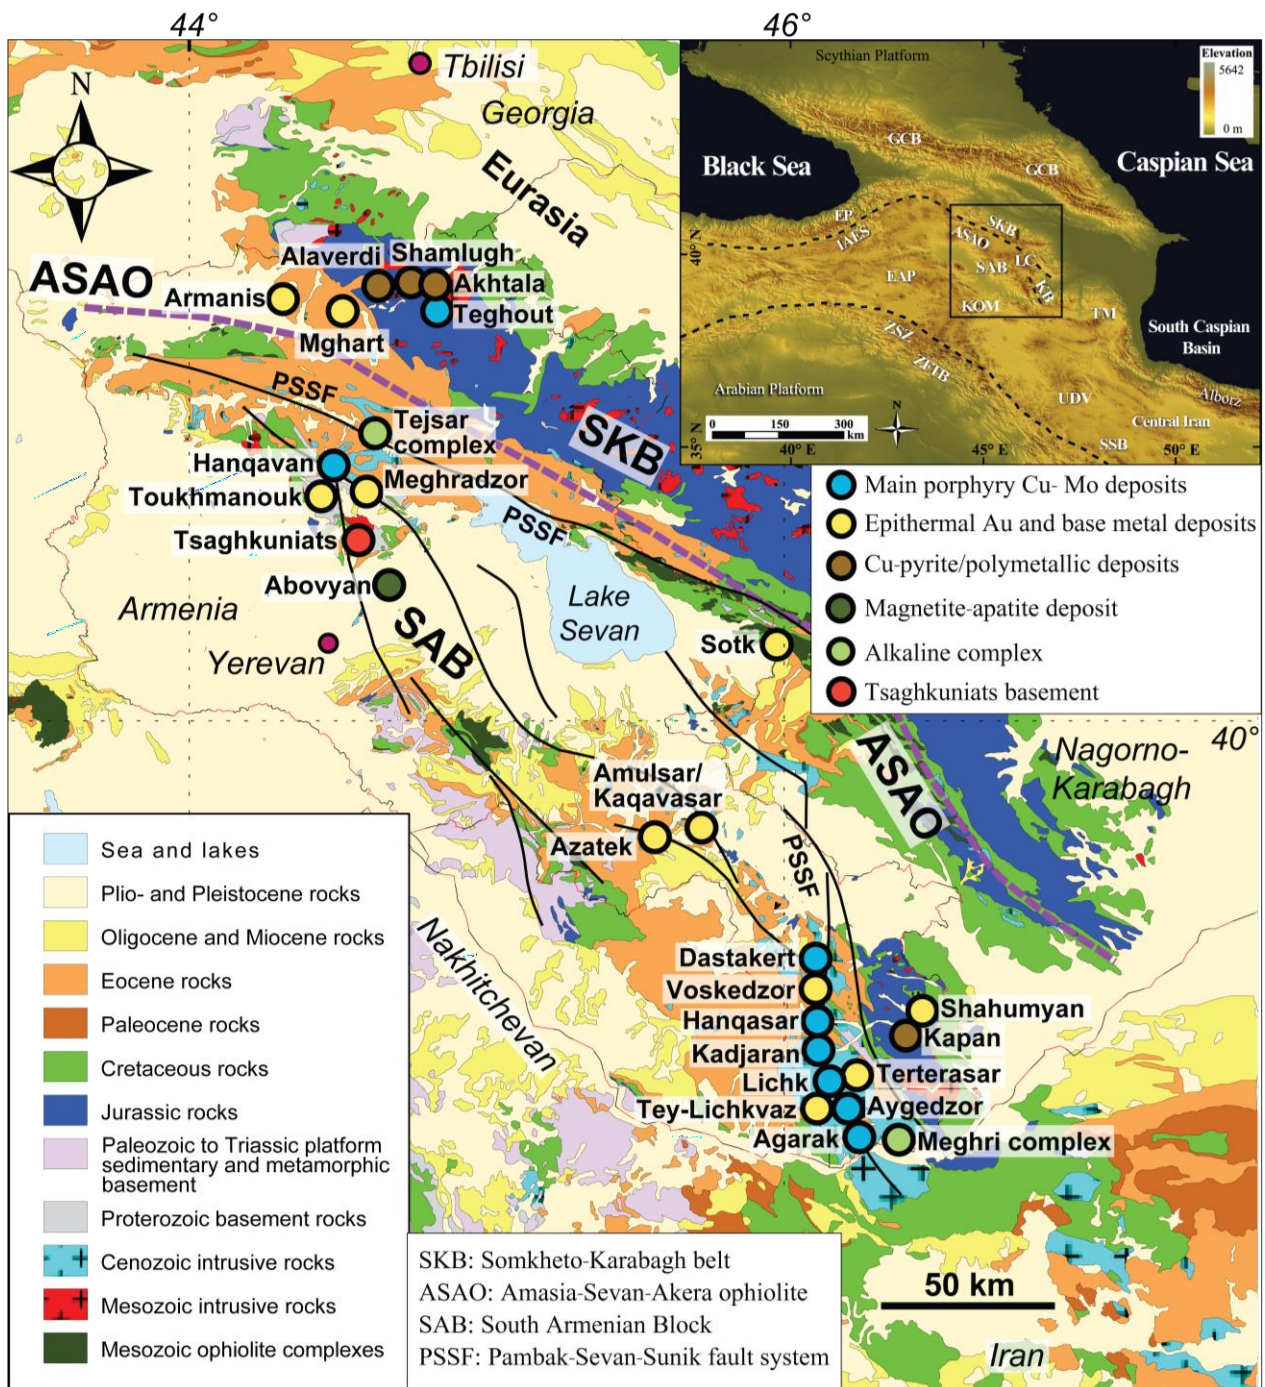 44°
46°
N
Tbilisi
Georgia
Eurasia
ASAO
Alaverdi
Shamlugh
Armanis
Akhtala
Teghout
Mghart
PSSF
SKB
Tejsar
complex
Hanqavan
Meghradzor
Toukhmanouk
PSSF
Tsaghkuniats
Abovyan
Armenia
SAB
Lake
Sevan
Yerevan
Sotk
Scythian Platform
Elevation
5642
0 m
GCB
GCB
Black Sea
Caspian Sea
EP
IAES
SKB
ASAO
40° N
SAB
LC
EAP
KB
KOM
TM
ZSZ
ZFTB
South Caspian
Basin
Arabian Platform
UDV
Alborz
N
Central Iran
0 150 300
km
SSB
35° N
40° E
45° E
50° E
Main porphyry Cu- Mo deposits
Epithermal Au and base metal deposits
Cu-pyrite/polymetallic deposits
Magnetite-apatite deposit
Alkaline complex
Tsaghkuniats basement
Nagorno-
Karabagh
40°
ASAO
Amulsar/
Kaqavasar
Azatek
PSSF
Nakhitchevan
Dastakert
Voskedzor
Shahumyan
Hanqasar
Kapan
Kadjaran
Terterasar
Lichk
Tey-Lichkvaz
Aygedzor
Agarak
Meghri complex
Sea and lakes
Plio- and Pleistocene rocks
Oligocene and Miocene rocks
Eocene rocks
Paleocene rocks
Cretaceous rocks
Jurassic rocks
Paleozoic to Triassic platform
sedimentary and metamorphic
basement
Proterozoic basement rocks
Cenozoic intrusive rocks
Mesozoic intrusive rocks
Mesozoic ophiolite complexes
SKB: Somkheto-Karabagh belt
ASAO: Amasia-Sevan-Akera ophiolite
SAB: South Armenian Block
PSSF: Pambak-Sevan-Sunik fault system
50 km
Iran